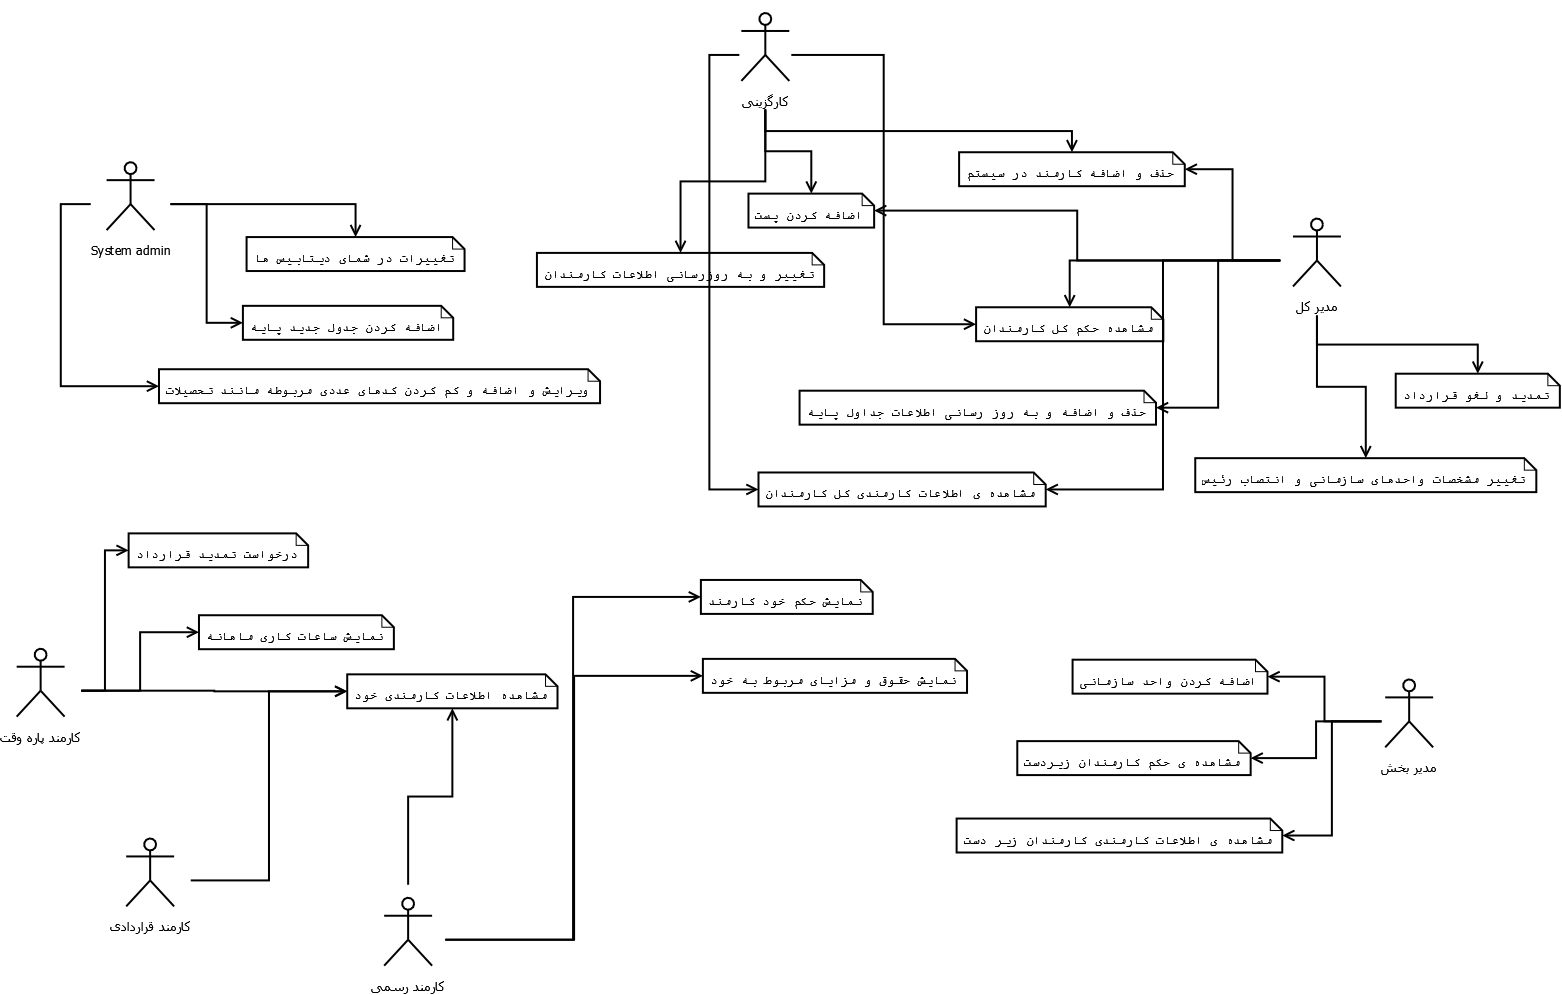 کارگزینی
حذف و اضافه کارمند در سیستم
اضافه کردن پست
System admin
تغییرات در شمای دیتابیس ها
تغییر و به روزرسانی اطلاعات کارمندان
مدیر کل
اضافه کردن جدول جدید پایه
مشاهده حکم کل کارمندان
ویرایش و اضافه و کم کردن کدهای عددی مربوطه مانند تحصیلات
تمدید و لغو قرارداد
حذف و اضافه و به روز رسانی اطلاعات جداول پایه
تغییر مشخصات واحدهای سازمانی و انتصاب رئیس
مشاهده ی اطلاعات کارمندی کل کارمندان
درخواست تمدید قرارداد
نمایش حکم خود کارمند
نمایش ساعات کاری ماهانه
نمایش حقوق و مزایای مربوط به خود
اضافه کردن واحد سازمانی
مشاهده اطلاعات کارمندی خود
کارمند پاره وقت
مشاهده ی حکم کارمندان زیردست
مدیر بخش
مشاهده ی اطلاعات کارمندی کارمندان زیر دست
کارمند قراردادی
کارمند رسمی